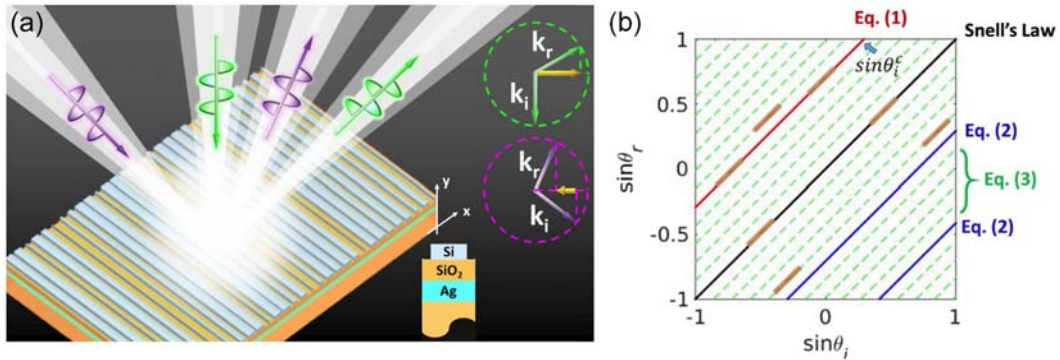 (a)
k_r
k_i
k_r
k_i
y
x
Si
SiO₂
Ag
(b)
Eq. (1)
Snell's Law
sinθ_i^c
Eq. (2)
Eq. (3)
Eq. (2)
sinθ_r
1
0.5
0
-0.5
-1
-1
0
1
sinθ_i